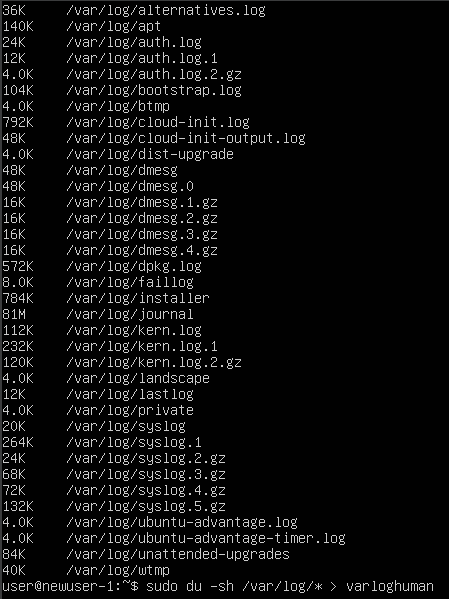 36K /var/log/alternatives.log
140K /var/log/apt
24K /var/log/auth.log
12K /var/log/auth.log.1
4.0K /var/log/auth.log.2.gz
104K /var/log/bootstrap.log
4.0K /var/log/btmp
792K /var/log/cloud-init.log
48K /var/log/cloud-init-output.log
4.0K /var/log/dist-upgrade
48K /var/log/dmesg
48K /var/log/dmesg.0
16K /var/log/dmesg.1.gz
16K /var/log/dmesg.2.gz
16K /var/log/dmesg.3.gz
16K /var/log/dmesg.4.gz
572K /var/log/dpkg.log
8.0K /var/log/faillog
784K /var/log/installer
81M /var/log/journal
112K /var/log/kern.log
232K /var/log/kern.log.1
120K /var/log/kern.log.2.gz
4.0K /var/log/landscape
12K /var/log/lastlog
4.0K /var/log/private
20K /var/log/syslog
264K /var/log/syslog.1
24K /var/log/syslog.2.gz
68K /var/log/syslog.3.gz
72K /var/log/syslog.4.gz
132K /var/log/syslog.5.gz
4.0K /var/log/ubuntu-advantage.log
4.0K /var/log/ubuntu-advantage-timer.log
84K /var/log/unattended-upgrades
40K /var/log/wtmp
user@newuser-1:~$ sudo du -sh /var/log/* > varloghuman